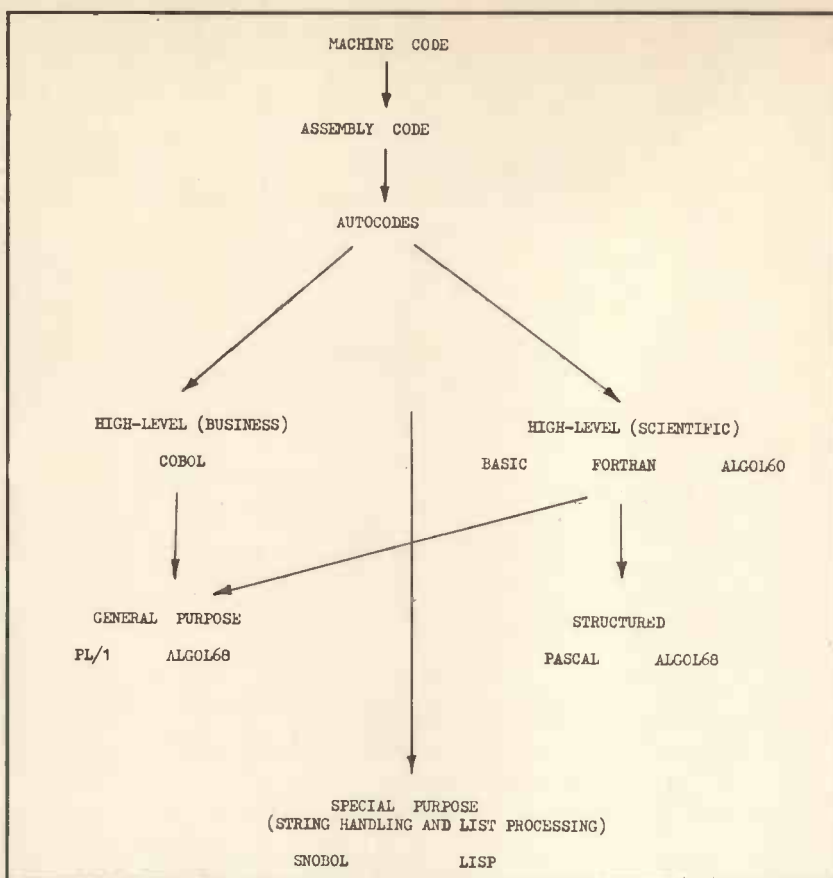 MACHINE CODE
ASSEMBLY CODE
AUTOCODES
HIGH-LEVEL (BUSINESS)
COBOL
HIGH-LEVEL (SCIENTIFIC)
BASIC FORTRAN ALGOL60
GENERAL PURPOSE
PL/1 ALGOL68
STRUCTURED
PASCAL ALGOL68
SPECIAL PURPOSE
(STRING HANDLING AND LIST PROCESSING)
SNOBOL LISP